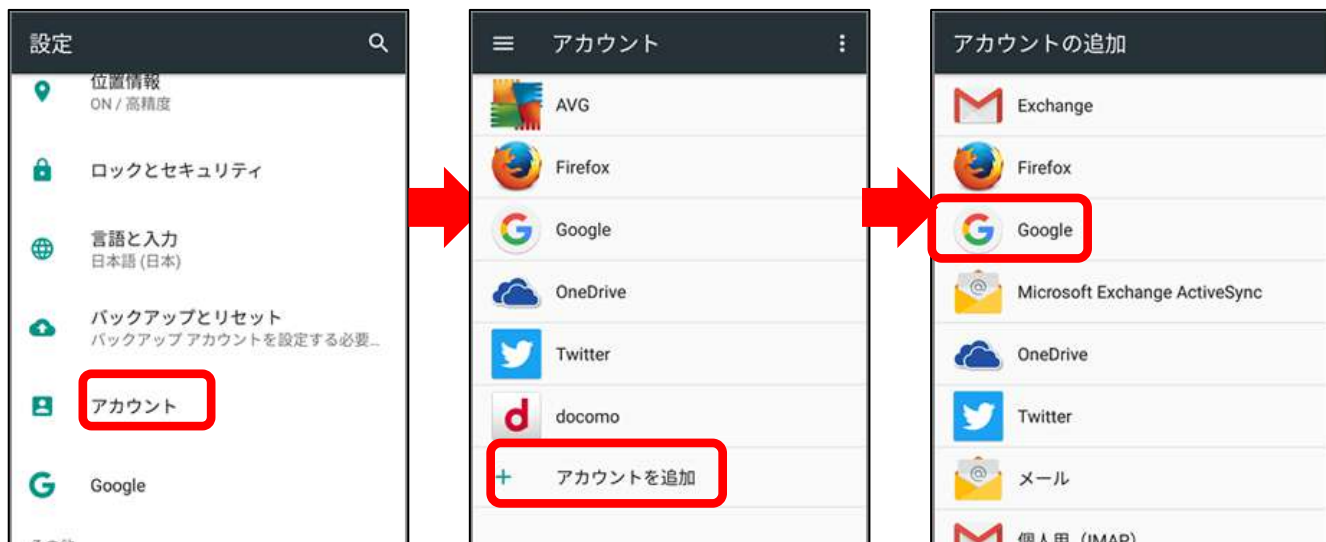 設定
位置情報
ON / 高精度
ロックとセキュリティ
言語と入力
日本語 (日本)
バックアップとリセット
バックアップ アカウントを設定する必要...
アカウント
Google
アカウント
AVG
Firefox
Google
OneDrive
Twitter
docomo
+ アカウントを追加
アカウントの追加
Exchange
Firefox
Google
Microsoft Exchange ActiveSync
OneDrive
Twitter
メール
個人用 (IMAP)